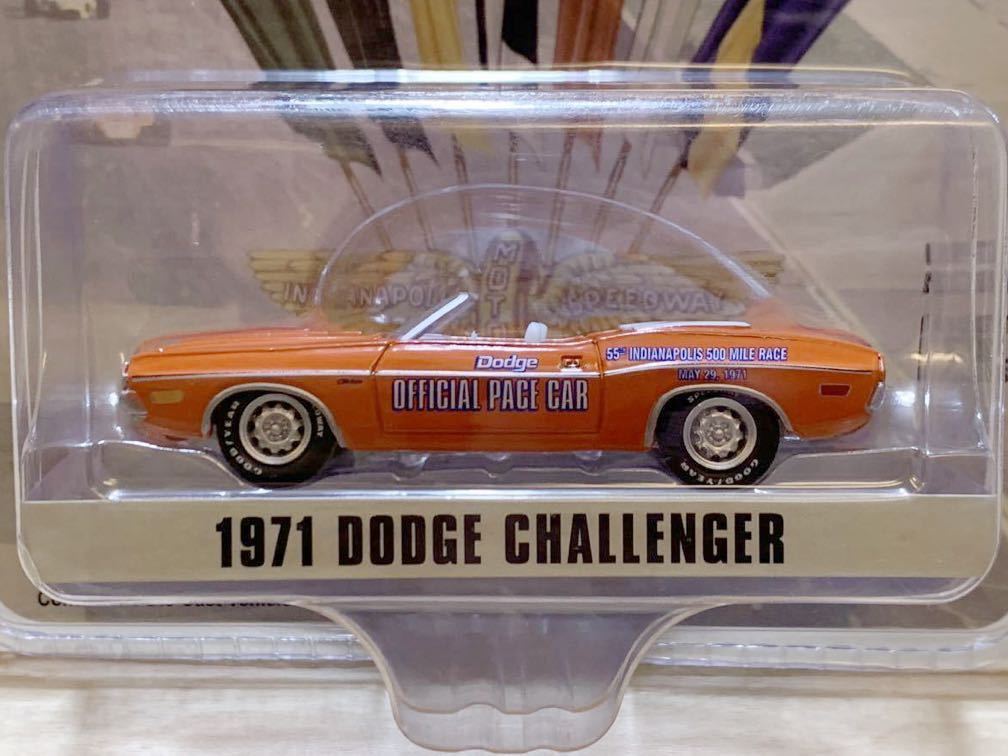 INDIANAPOLIS MOTOR SPEEDWAY
Dodge
55TH INDIANAPOLIS 500 MILE RACE
OFFICIAL PACE CAR
MAY 29, 1971
GOODYEAR
GOODYEAR
1971 DODGE CHALLENGER